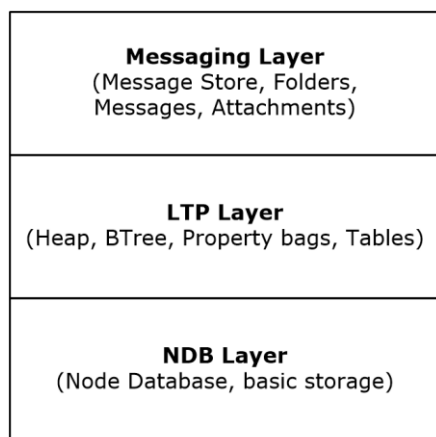 Messaging Layer
(Message Store, Folders,
Messages, Attachments)
LTP Layer
(Heap, BTree, Property bags, Tables)
NDB Layer
(Node Database, basic storage)